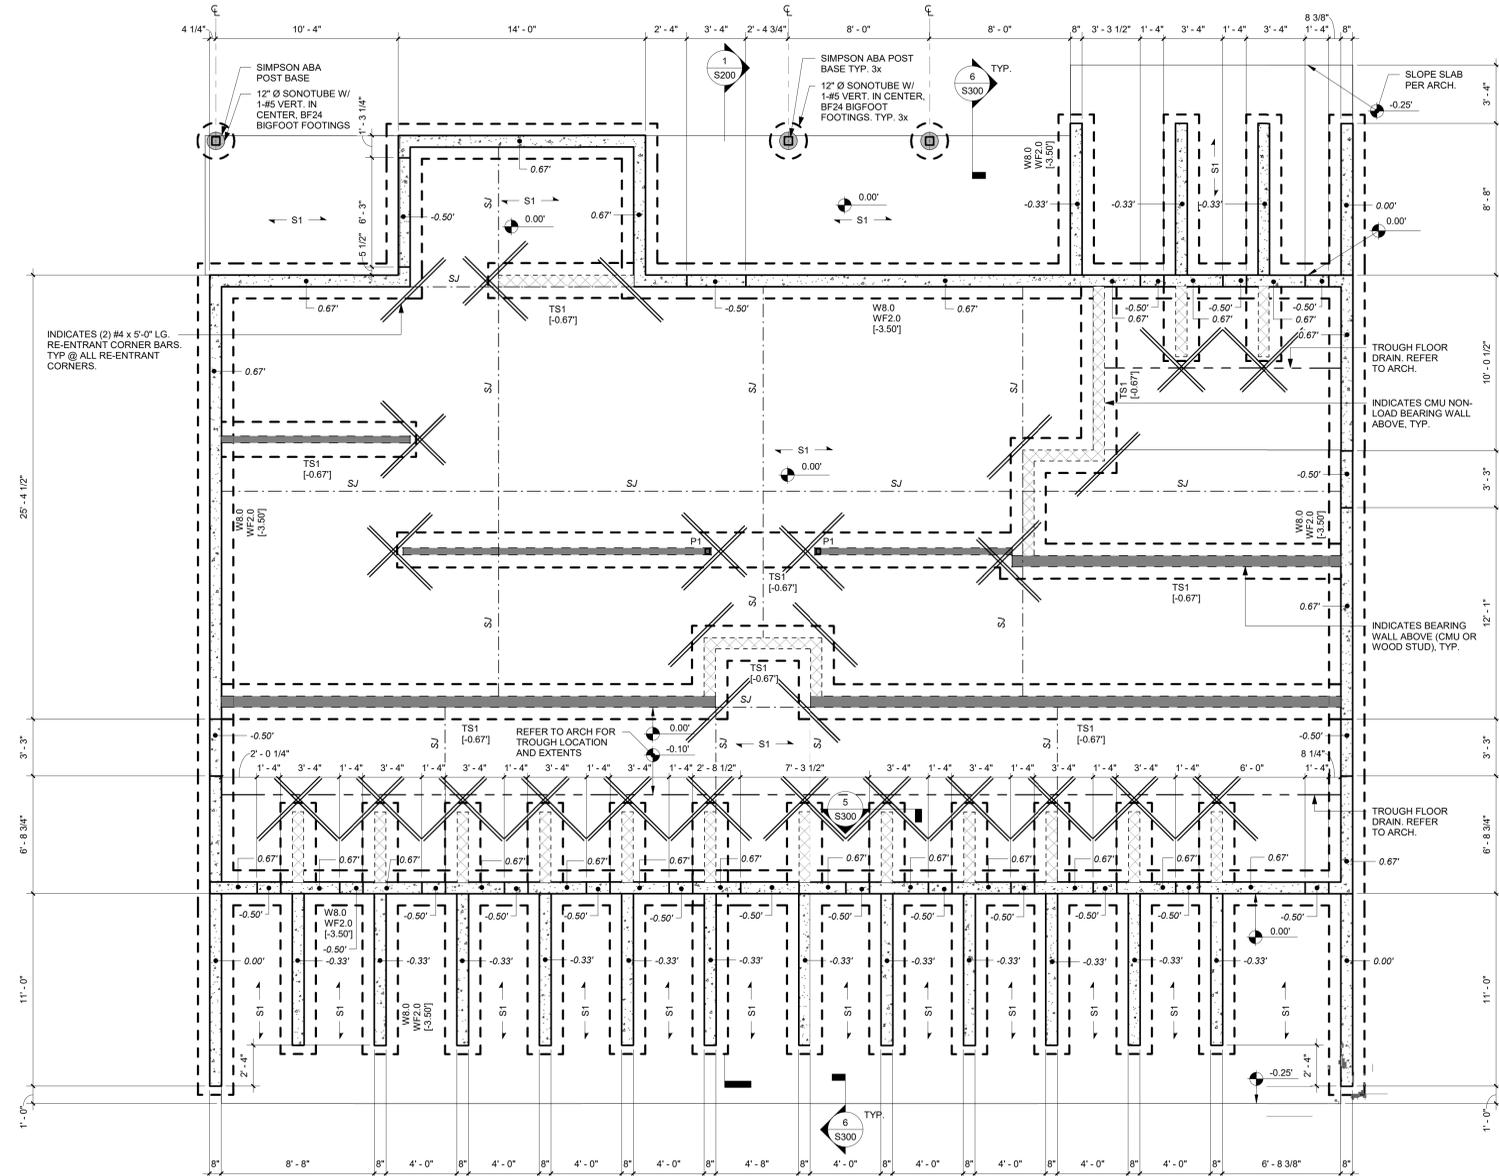 ℄
℄
℄
4 1/4"
10' - 4"
14' - 0"
2' - 4"
3' - 4"
2' - 4 3/4"
8' - 0"
8' - 0"
8"
3' - 3 1/2"
1' - 4"
3' - 4"
1' - 4"
3' - 4"
1' - 4"
8"
8 3/8"
SIMPSON ABA
POST BASE
12" Ø SONOTUBE W/
1-#5 VERT. IN
CENTER, BF24
BIGFOOT FOOTINGS
1
S200
SIMPSON ABA POST
BASE TYP. 3x
12" Ø SONOTUBE W/
1-#5 VERT. IN CENTER,
BF24 BIGFOOT
FOOTINGS. TYP. 3x
6
S300
TYP.
SLOPE SLAB
PER ARCH.
-0.25'
3' - 4"
1' - 3 1/4"
6' - 3"
5 1/2"
0.67'
-0.50'
SJ
S1
0.00'
0.67'
S1
0.00'
S1
W8.0
WF2.0
[-3.50']
S1
-0.33'
-0.33'
-0.33'
0.00'
0.00'
8' - 8"
SJ
0.67'
TS1
[-0.67']
-0.50'
W8.0
WF2.0
[-3.50']
0.67'
-0.50'
0.67'
-0.50'
0.67'
-0.50'
0.67'
0.67'
INDICATES (2) #4 x 5'-0" LG.
RE-ENTRANT CORNER BARS.
TYP @ ALL RE-ENTRANT
CORNERS.
0.67'
SJ
SJ
SJ
TS1
[-0.67']
TROUGH FLOOR
DRAIN. REFER
TO ARCH.
10' - 0 1/2"
INDICATES CMU NON-
LOAD BEARING WALL
ABOVE, TYP.
TS1
[-0.67']
S1
0.00'
-0.50'
3' - 3"
25' - 4 1/2"
SJ
SJ
SJ
SJ
W8.0
WF2.0
[-3.50']
W8.0
WF2.0
[-3.50']
P1
P1
TS1
[-0.67']
TS1
[-0.67']
0.67'
12' - 1"
SJ
SJ
SJ
INDICATES BEARING
WALL ABOVE (CMU OR
WOOD STUD), TYP.
TS1
[-0.67']
SJ
-0.50'
SJ
TS1
[-0.67']
REFER TO ARCH FOR
TROUGH LOCATION
AND EXTENTS
0.00'
-0.10'
SJ
S1
SJ
SJ
TS1
[-0.67']
-0.50'
3' - 3"
3' - 3"
2' - 0 1/4"
8 1/4"
1' - 4"
3' - 4"
1' - 4"
3' - 4"
1' - 4"
3' - 4"
1' - 4"
3' - 4"
1' - 4"
3' - 4"
1' - 4"
2' - 8 1/2"
7' - 3 1/2"
3' - 4"
1' - 4"
3' - 4"
1' - 4"
3' - 4"
1' - 4"
6' - 0"
1' - 4"
5
S300
TROUGH FLOOR
DRAIN. REFER
TO ARCH.
6' - 8 3/4"
6' - 8 3/4"
0.67'
0.67'
0.67'
0.67'
0.67'
0.67'
0.67'
0.67'
0.67'
0.67'
0.67'
0.67'
0.67'
-0.50'
W8.0
WF2.0
[-3.50']
-0.50'
-0.50'
-0.50'
-0.50'
-0.50'
-0.50'
-0.50'
-0.50'
-0.50'
-0.50'
-0.50'
-0.50'
0.00'
0.00'
-0.33'
-0.33'
-0.33'
-0.33'
-0.33'
-0.33'
-0.33'
-0.33'
-0.33'
-0.33'
-0.33'
-0.33'
0.00'
11' - 0"
S1
S1
W8.0
WF2.0
[-3.50']
S1
S1
S1
S1
S1
S1
S1
S1
S1
S1
S1
11' - 0"
2' - 4"
-0.25'
2' - 4"
1' - 0"
1' - 0"
6
S300
TYP.
8"
8' - 8"
8"
4' - 0"
8"
4' - 0"
8"
4' - 0"
8"
4' - 0"
8"
4' - 8"
8"
4' - 0"
8"
4' - 0"
8"
4' - 0"
8"
4' - 0"
8"
4' - 0"
8"
6' - 8 3/8"
8"